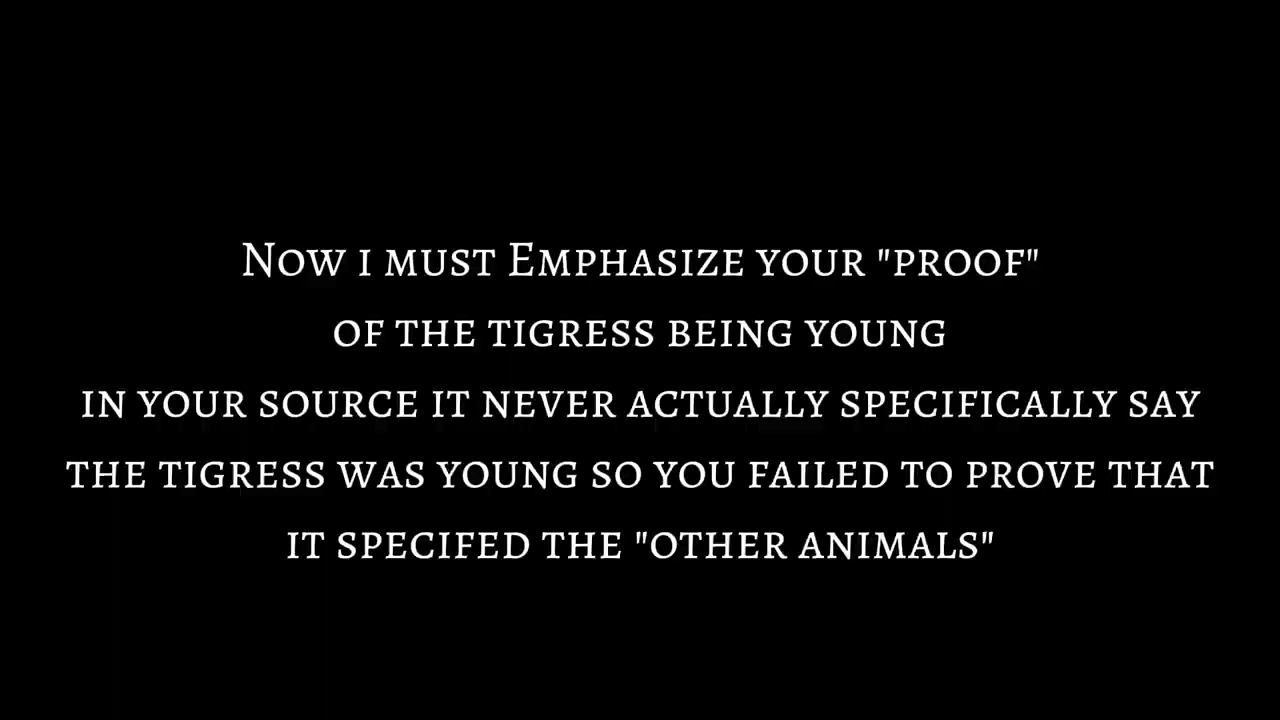 Now i must Emphasize your "proof"
of the tigress being young
in your source it never actually specifically say
the tigress was young so you failed to prove that
it specifed the "other animals"